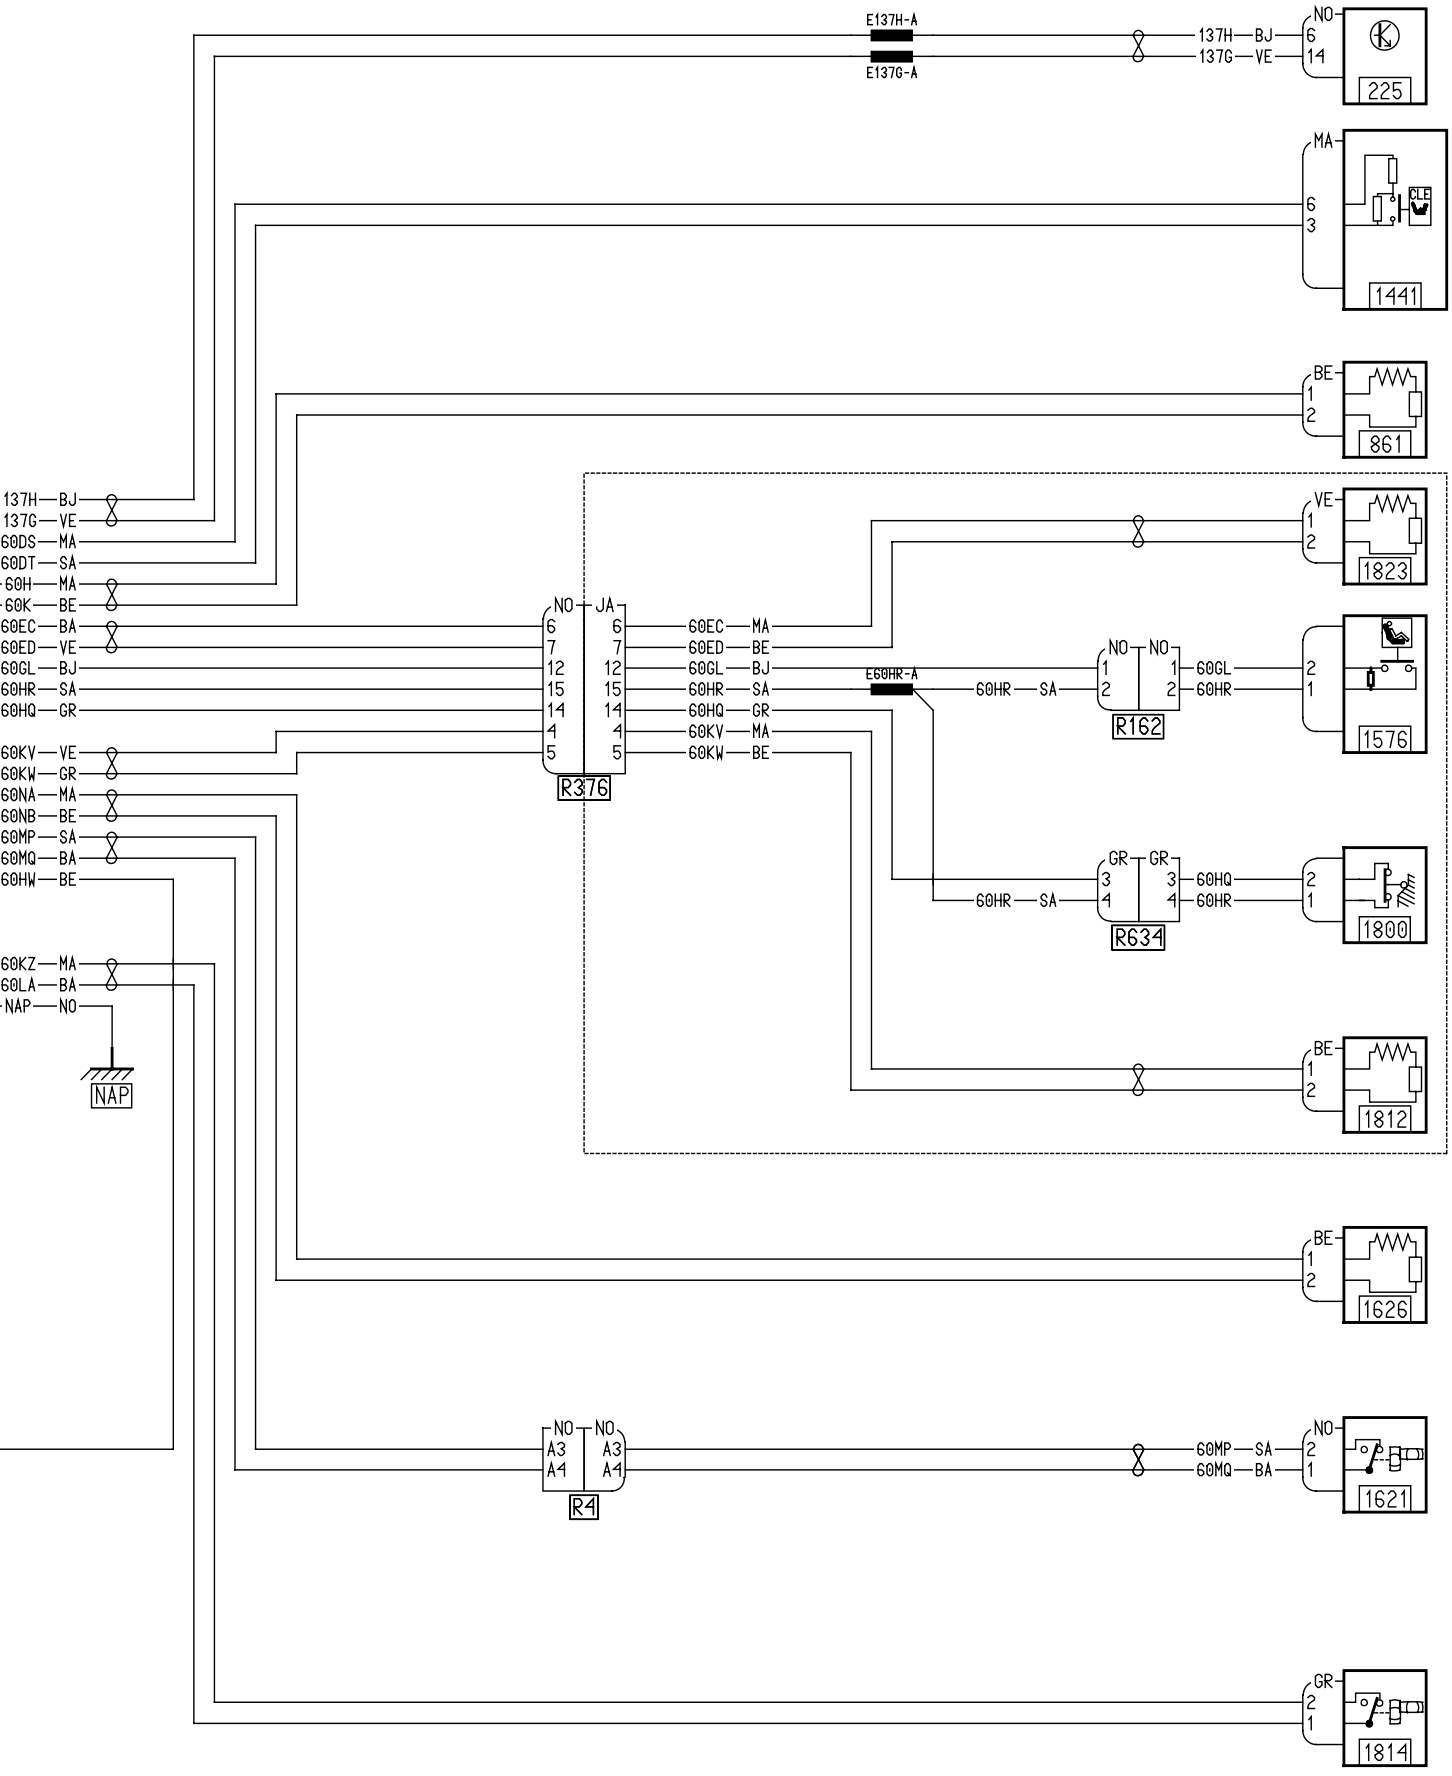 E137H-A
NO
137H BJ 6
137G VE 14
E137G-A
225
MA
CLE
6
3
1441
BE
1
2
861
137H BJ
137G VE
60DS MA
60DT SA
60H MA
60K BE
60EC BA
60ED VE
60GL BJ
60HR SA
60HQ GR
60KV VE
60KW GR
60NA MA
60NB BE
60MP SA
60MQ BA
60HW BE
60KZ MA
60LA BA
NAP NO
NAP
NO JA
6 6 60EC MA
7 7 60ED BE
12 12 60GL BJ
15 15 60HR SA
14 14 60HQ GR
4 4 60KV MA
5 5 60KW BE
R376
VE
1
2
1823
E60HR-A
60HR SA
NO NO
1 1 60GL 2
2 2 60HR 1
R162
1576
GR GR
3 3 60HQ 2
60HR SA 4 4 60HR 1
R634
1800
BE
1
2
1812
BE
1
2
1626
NO NO
A3 A3
A4 A4
R4
NO
60MP SA 2
60MQ BA 1
1621
GR
2
1
1814